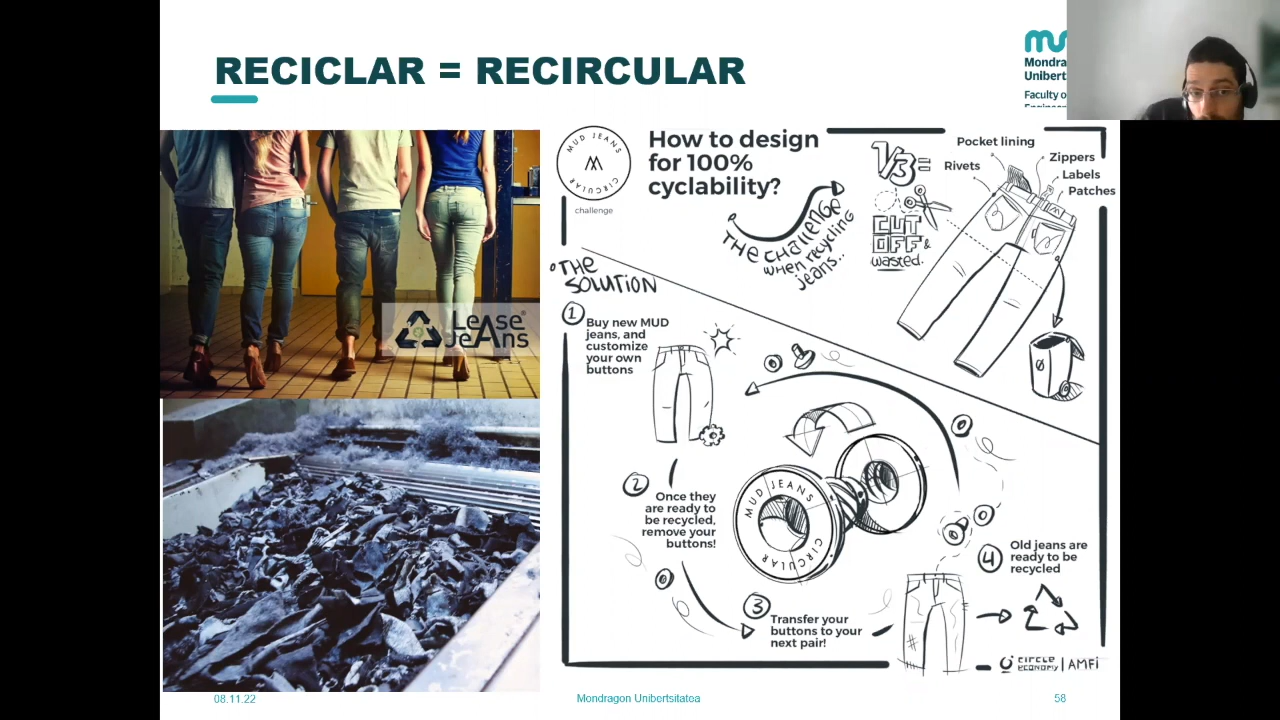 RECICLAR = RECIRCULAR
Mondra
Unibert
Faculty o
MUD JEANS
CIRCULAR
challenge
How to design
for 100%
cyclability?
THE CHALLENGE
WHEN recycling
jeans..
1/3=
CUT
OFF &
wasted.
Pocket lining
Rivets
Zippers
Labels
Patches
Lease®
JeAns
THE
SOLUTION
1
Buy new MUD
jeans, and
customize
your own
buttons
2
Once they
are ready to
be recycled,
remove your
buttons!
MUD JEANS
CIRCULAR
3
Transfer your
buttons to your
next pair!
4
Old jeans are
ready to be
recycled
CIRCLE
ECONOMY | AMFI
08.11.22
Mondragon Unibertsitatea
58